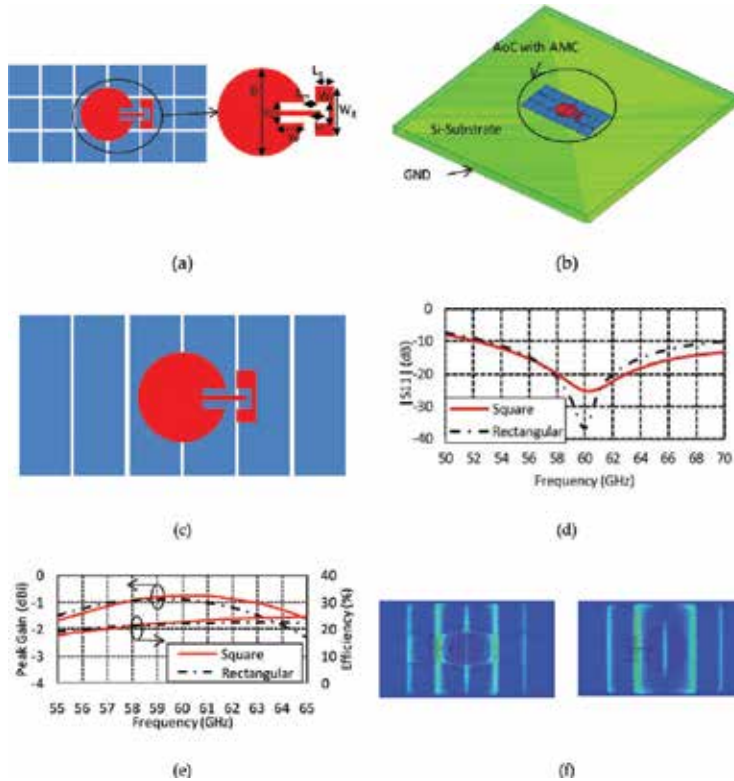 L_g
W_g
(a)
AoC with AMC
Si-Substrate
GND
(b)
(c)
|S11| (dB)
0
-10
-20
-30
-40
Square
Rectangular
50 52 54 56 58 60 62 64 66 68 70
Frequency (GHz)
(d)
Peak Gain (dBi)
0
-1
-2
-3
-4
40
30
20
10
0
Efficiency (%)
Square
Rectangular
55 56 57 58 59 60 61 62 63 64 65
Frequency (GHz)
(e)
(f)